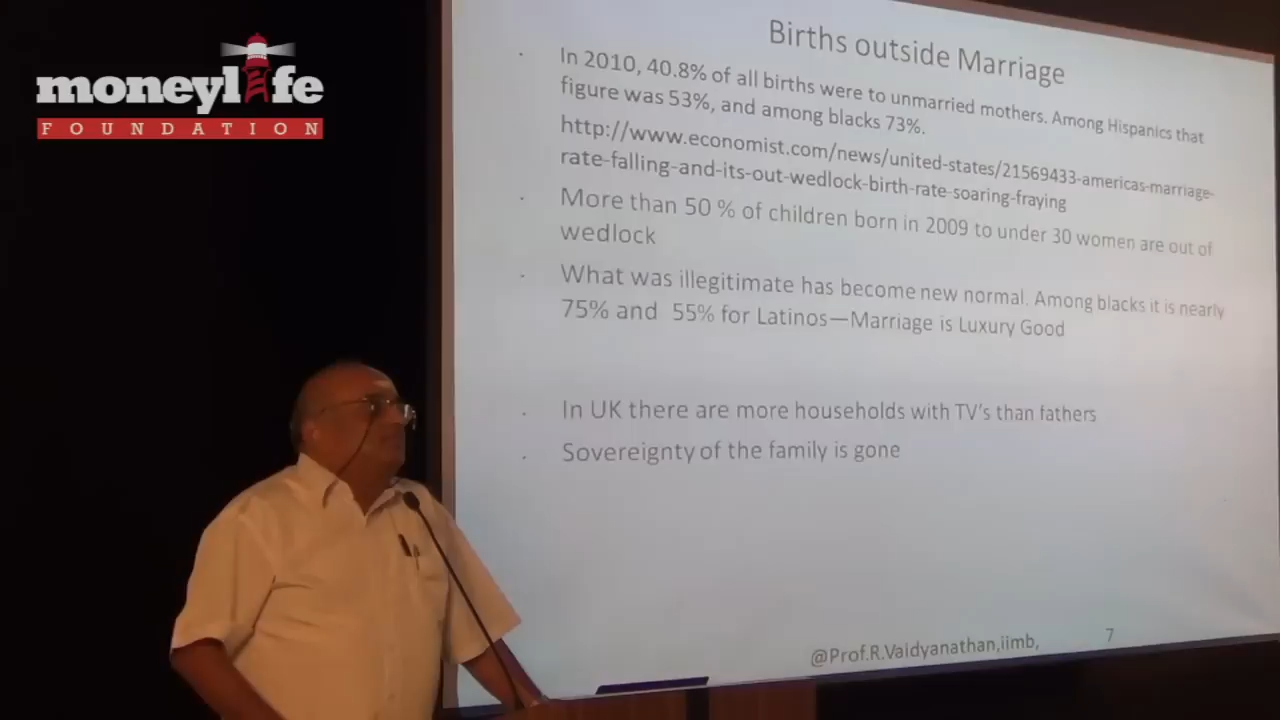 moneylife
FOUNDATION
Births outside Marriage
In 2010, 40.8% of all births were to unmarried mothers. Among Hispanics that
figure was 53%, and among blacks 73%.
http://www.economist.com/news/united-states/21569433-americas-marriage-
rate-falling-and-its-out-wedlock-birth-rate-soaring-fraying
More than 50 % of children born in 2009 to under 30 women are out of
wedlock
What was illegitimate has become new normal. Among blacks it is nearly
75% and 55% for Latinos—Marriage is Luxury Good
In UK there are more households with TV's than fathers
Sovereignty of the family is gone
@Prof.R.Vaidyanathan,iimb,
7